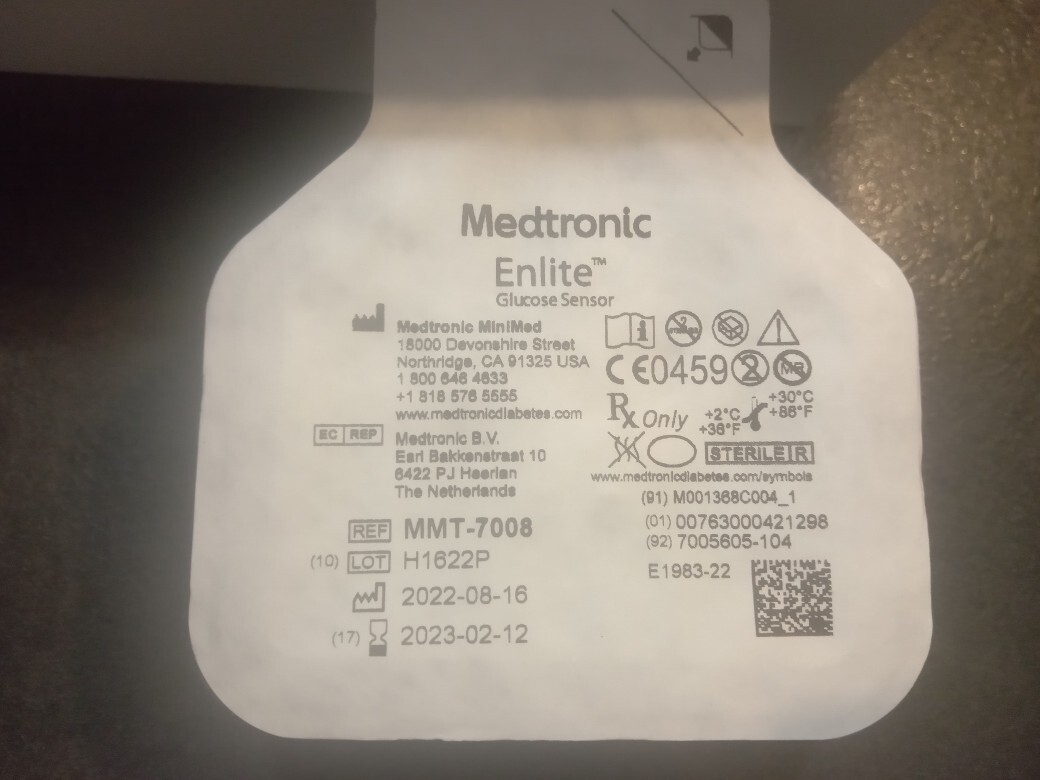 Medtronic
Enlite™
Glucose Sensor
Medtronic MiniMed
18000 Devonshire Street
Northridge, CA 91325 USA
1 800 646 4633
+1 818 576 5555
www.medtronicdiabetes.com
EC REP
Medtronic B.V.
Earl Bakkenstraat 10
6422 PJ Heerlen
The Netherlands
REF MMT-7008
(10) LOT H1622P
2022-08-16
(17) 2023-02-12
i
CE0459 2 MR
Rx Only
+2°C
+36°F
+30°C
+86°F
STERILE R
www.medtronicdiabetes.com/symbols
(91) M001368C004_1
(01) 00763000421298
(92) 7005605-104
E1983-22